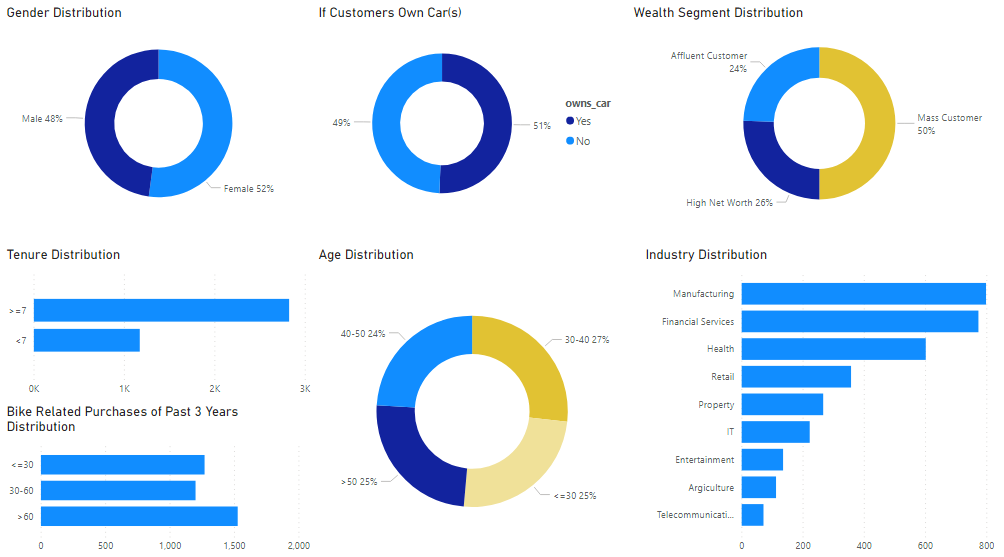 Gender Distribution
Male 48%
Female 52%
If Customers Own Car(s)
49%
51%
owns_car
Yes
No
Wealth Segment Distribution
Affluent Customer
24%
Mass Customer
50%
High Net Worth 26%
Tenure Distribution
>=7
<7
0K 1K 2K 3K
Bike Related Purchases of Past 3 Years
Distribution
<=30
30-60
>60
0 500 1,000 1,500 2,000
Age Distribution
40-50 24%
30-40 27%
>50 25%
<=30 25%
Industry Distribution
Manufacturing
Financial Services
Health
Retail
Property
IT
Entertainment
Argiculture
Telecommunicati...
0 200 400 600 800